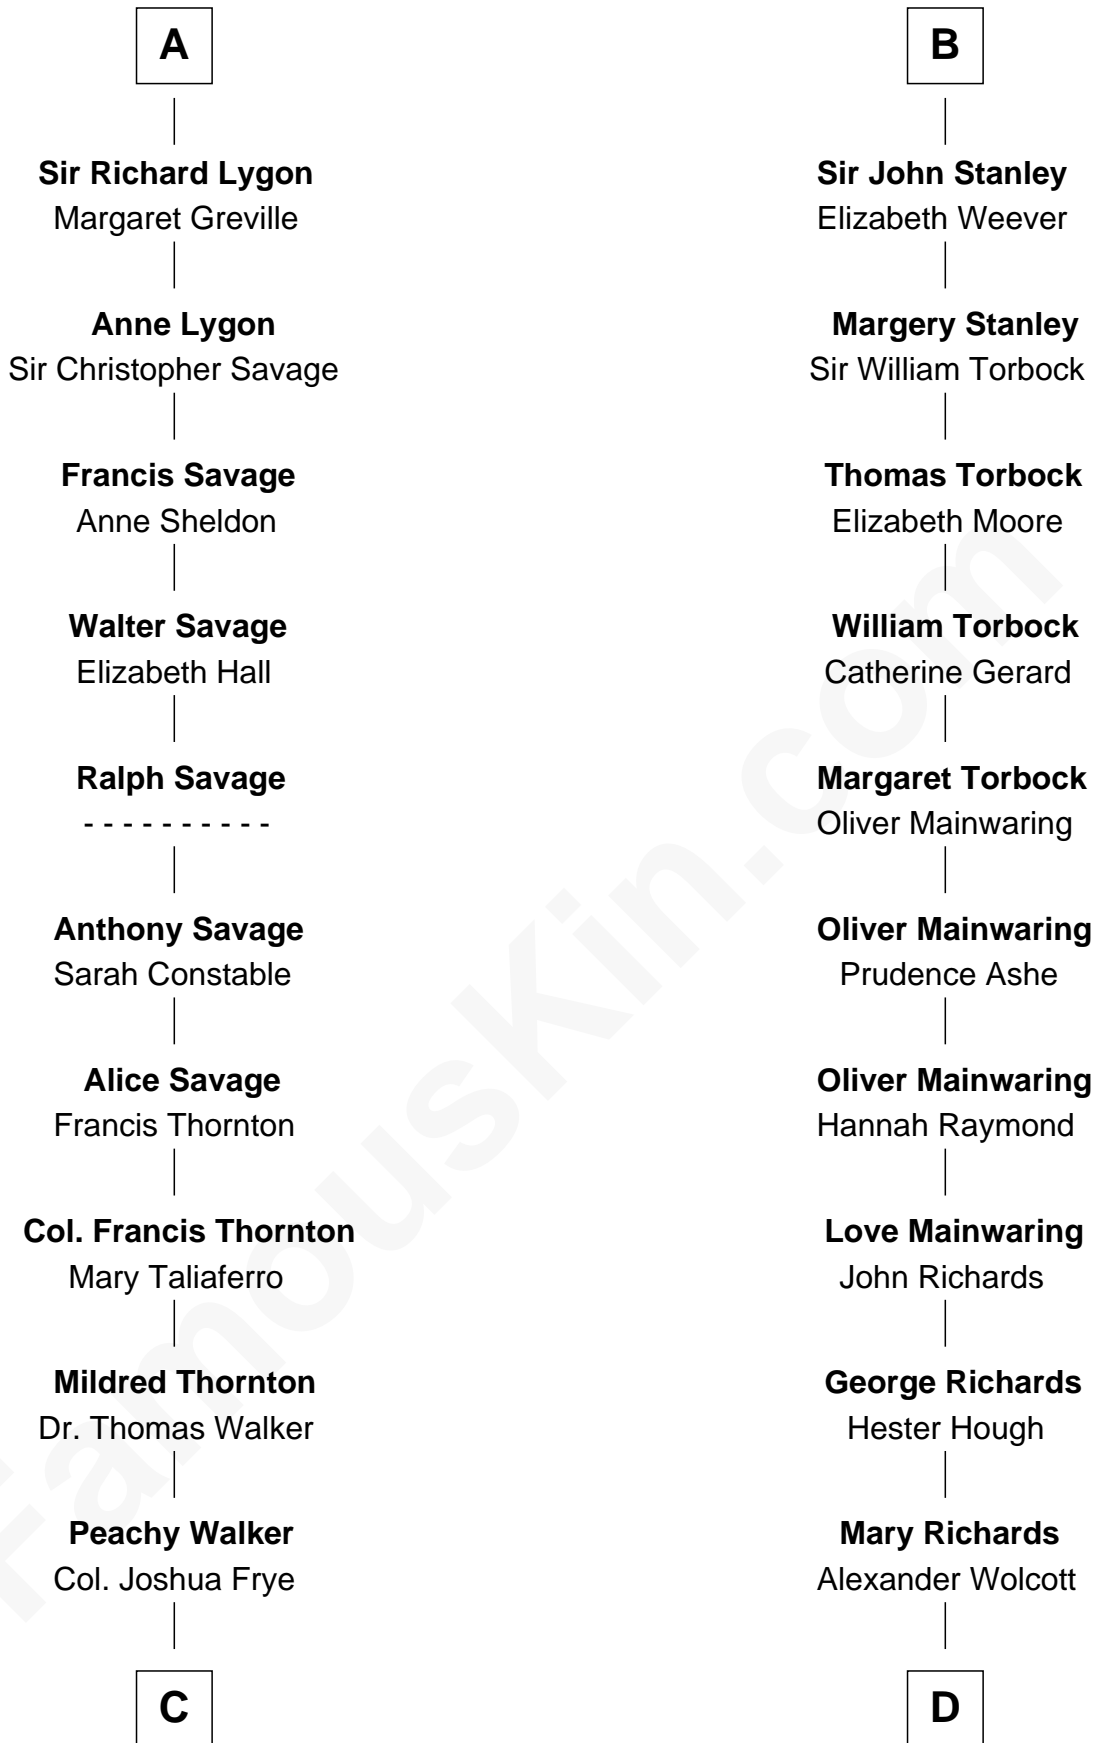 A
Sir Richard Lygon
Margaret Greville
Anne Lygon
Sir Christopher Savage
Francis Savage
Anne Sheldon
Walter Savage
Elizabeth Hall
Ralph Savage
- - - - - - - - - -
Anthony Savage
Sarah Constable
Alice Savage
Francis Thornton
Col. Francis Thornton
Mary Taliaferro
Mildred Thornton
Dr. Thomas Walker
Peachy Walker
Col. Joshua Frye
C
B
Sir John Stanley
Elizabeth Weever
Margery Stanley
Sir William Torbock
Thomas Torbock
Elizabeth Moore
William Torbock
Catherine Gerard
Margaret Torbock
Oliver Mainwaring
Oliver Mainwaring
Prudence Ashe
Oliver Mainwaring
Hannah Raymond
Love Mainwaring
John Richards
George Richards
Hester Hough
Mary Richards
Alexander Wolcott
D
FamousKin.com